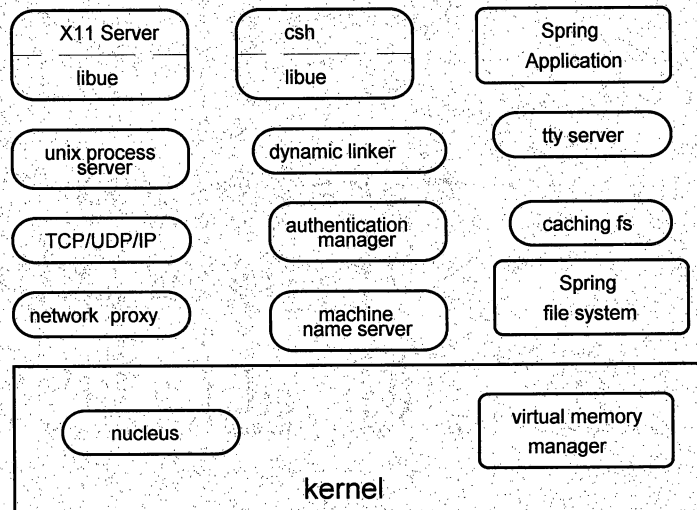 X11 Server
libue
csh
libue
Spring
Application
unix process
server
dynamic linker
tty server
TCP/UDP/IP
authentication
manager
caching fs
network proxy
machine
name server
Spring
file system
nucleus
virtual memory
manager
kernel